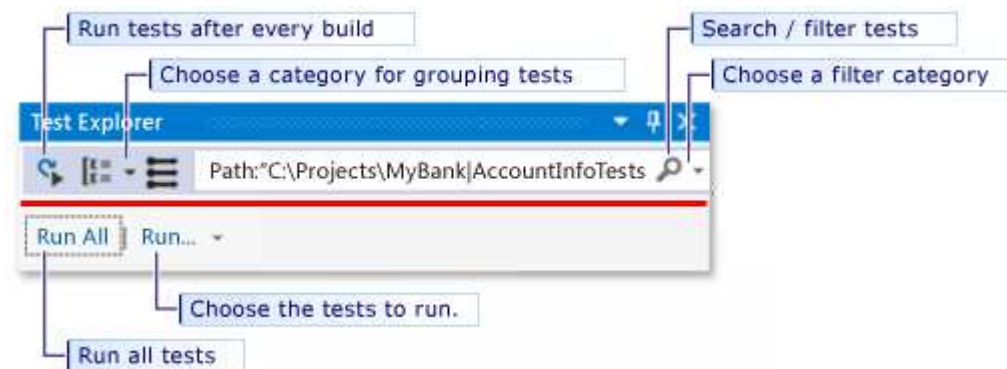 Run tests after every build
Search / filter tests
Choose a category for grouping tests
Choose a filter category
Test Explorer
Path:"C:\Projects\MyBank|AccountInfoTests
Run All | Run...
Choose the tests to run.
Run all tests